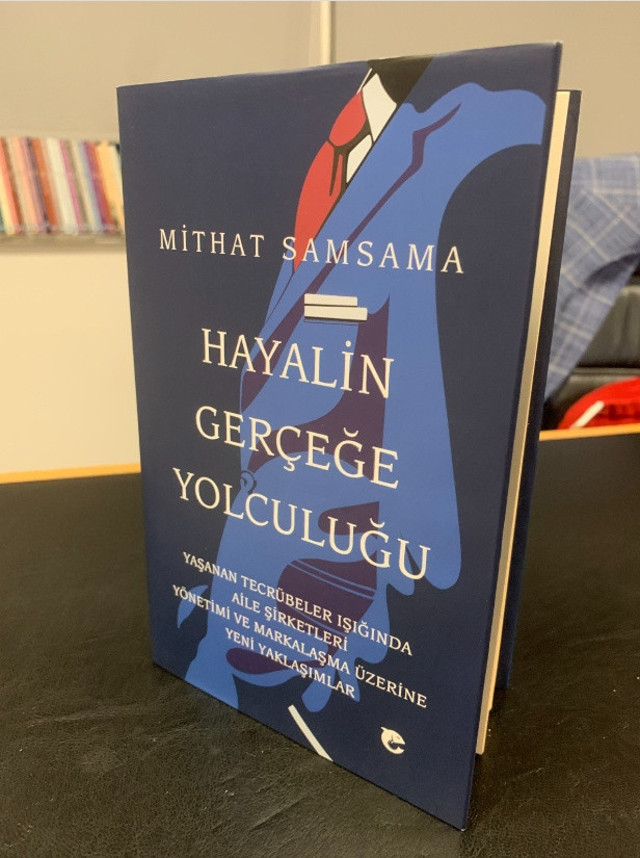 MİTHAT SAMSAMA
HAYALİN
GERÇEĞE
YOLCULUĞU
YAŞANAN TECRÜBELER IŞIĞINDA
AİLE ŞİRKETLERİ
YÖNETİMİ VE MARKALAŞMA ÜZERİNE
YENİ YAKLAŞIMLAR